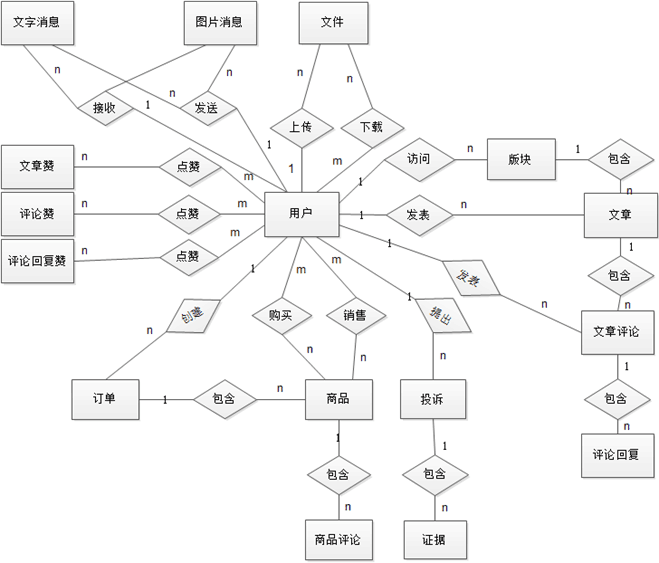 文字消息
图片消息
文件
n
n
n
n
n
n
接收
1
发送
上传
下载
1
1
m
文章赞
n
点赞
m
访问
1
n
版块
1
包含
n
评论赞
n
点赞
m
用户
1
发表
n
文章
评论回复赞
n
点赞
m
1
1
包含
n
1
m
m
1
发表
n
创建
购买
销售
提出
文章评论
n
n
n
n
1
订单
1
包含
n
商品
投诉
包含
n
1
1
评论回复
包含
包含
n
n
商品评论
证据